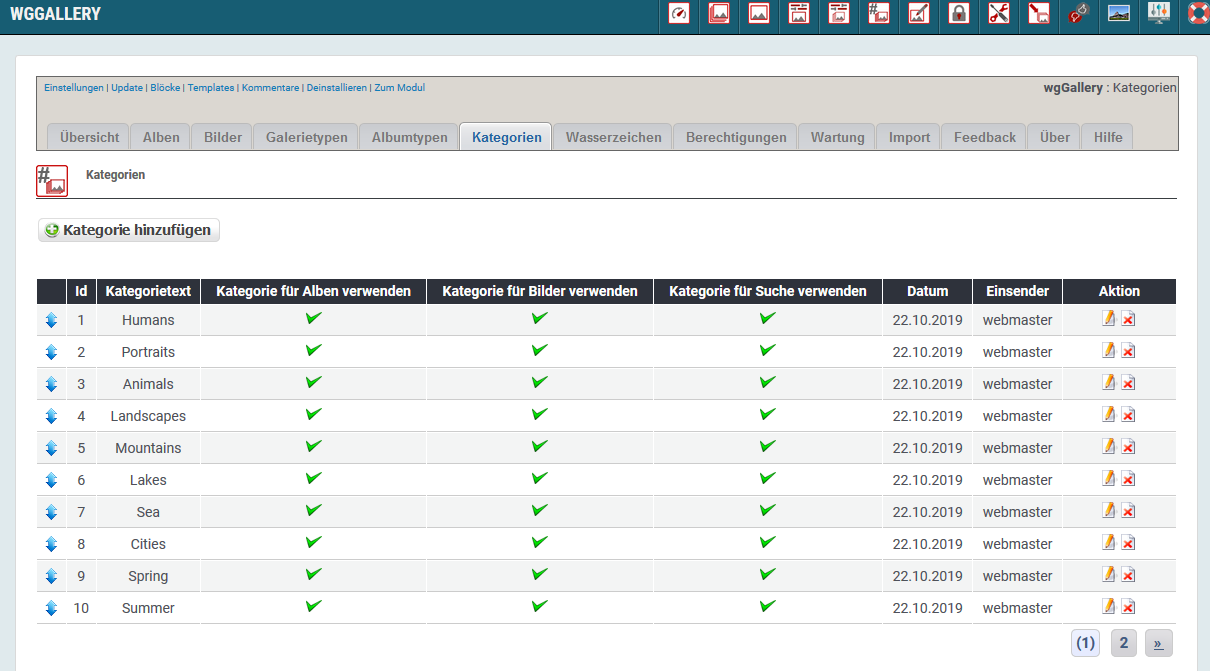 WGGALLERY
Einstellungen | Update | Blöcke | Templates | Kommentare | Deinstallieren | Zum Modul
wgGallery : Kategorien
Übersicht Alben Bilder Galerietypen Albumtypen Kategorien Wasserzeichen Berechtigungen Wartung Import Feedback Über Hilfe
# Kategorien
Kategorie hinzufügen
Id Kategorietext Kategorie für Alben verwenden Kategorie für Bilder verwenden Kategorie für Suche verwenden Datum Einsender Aktion
1 Humans 22.10.2019 webmaster
2 Portraits 22.10.2019 webmaster
3 Animals 22.10.2019 webmaster
4 Landscapes 22.10.2019 webmaster
5 Mountains 22.10.2019 webmaster
6 Lakes 22.10.2019 webmaster
7 Sea 22.10.2019 webmaster
8 Cities 22.10.2019 webmaster
9 Spring 22.10.2019 webmaster
10 Summer 22.10.2019 webmaster
(1) 2 »